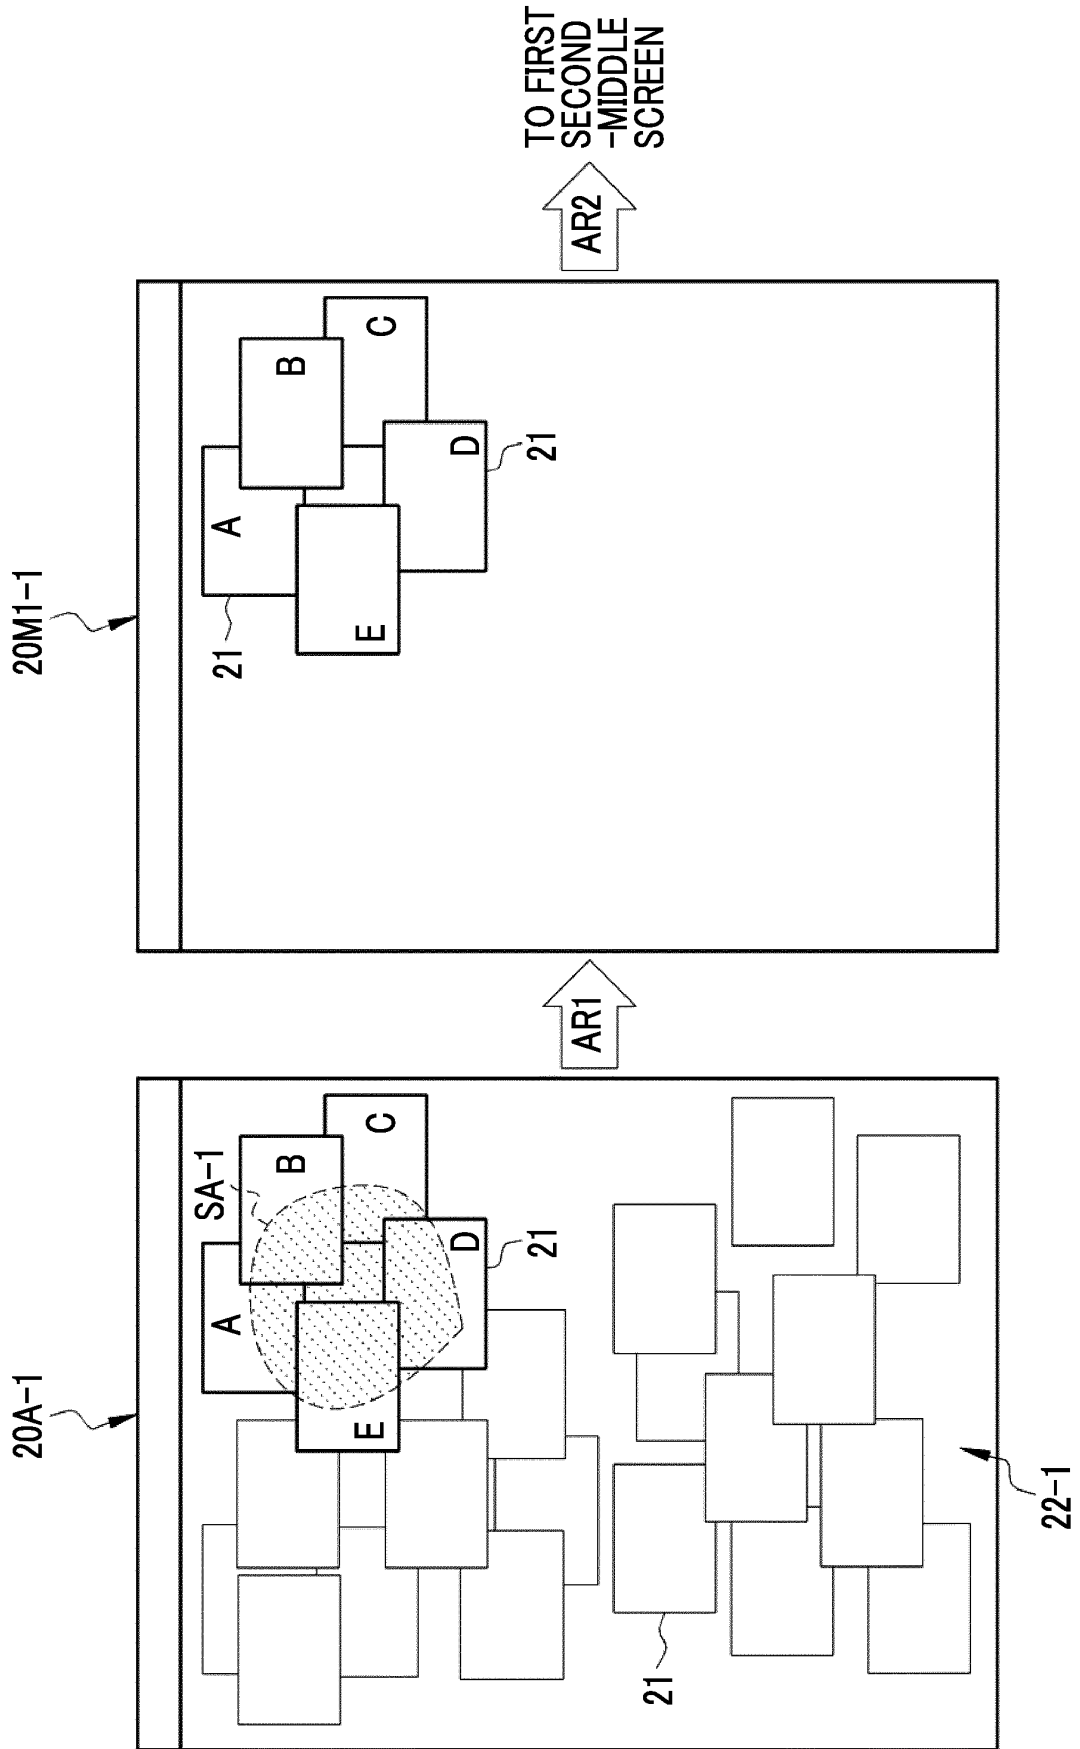 20A-1
20M1-1
SA-1
A
B
C
D
E
21
21
22-1
AR1
A
B
C
D
E
21
21
AR2
TO FIRST
SECOND
-MIDDLE
SCREEN